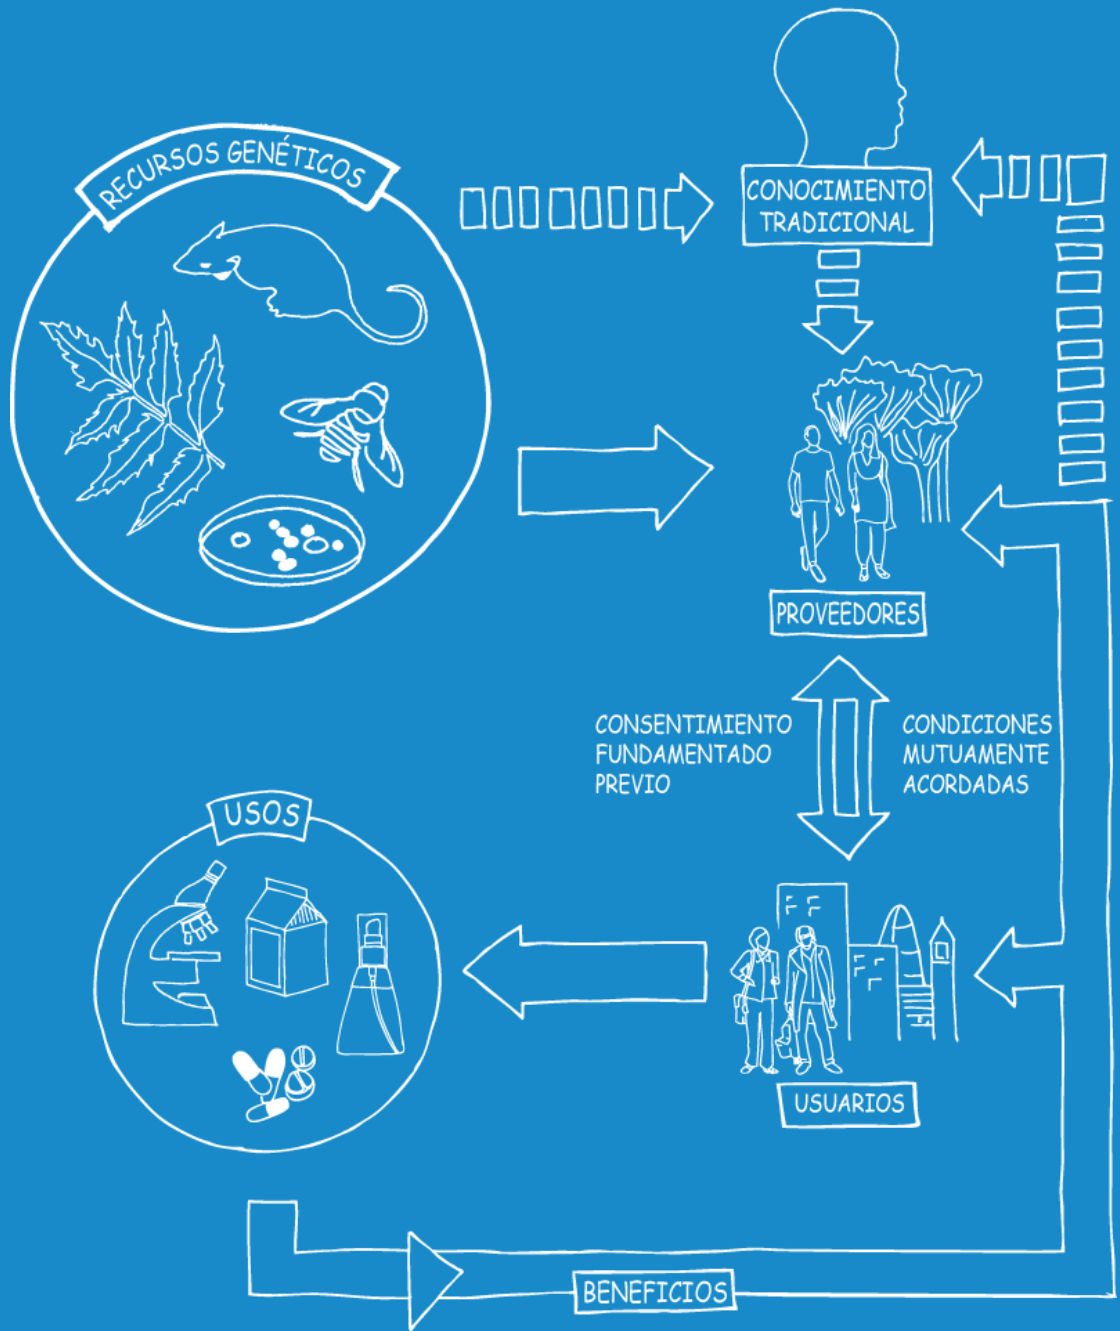 RECURSOS GENÉTICOS
CONOCIMIENTO
TRADICIONAL
PROVEEDORES
CONSENTIMIENTO
FUNDAMENTADO
PREVIO
CONDICIONES
MUTUAMENTE
ACORDADAS
USOS
USUARIOS
BENEFICIOS